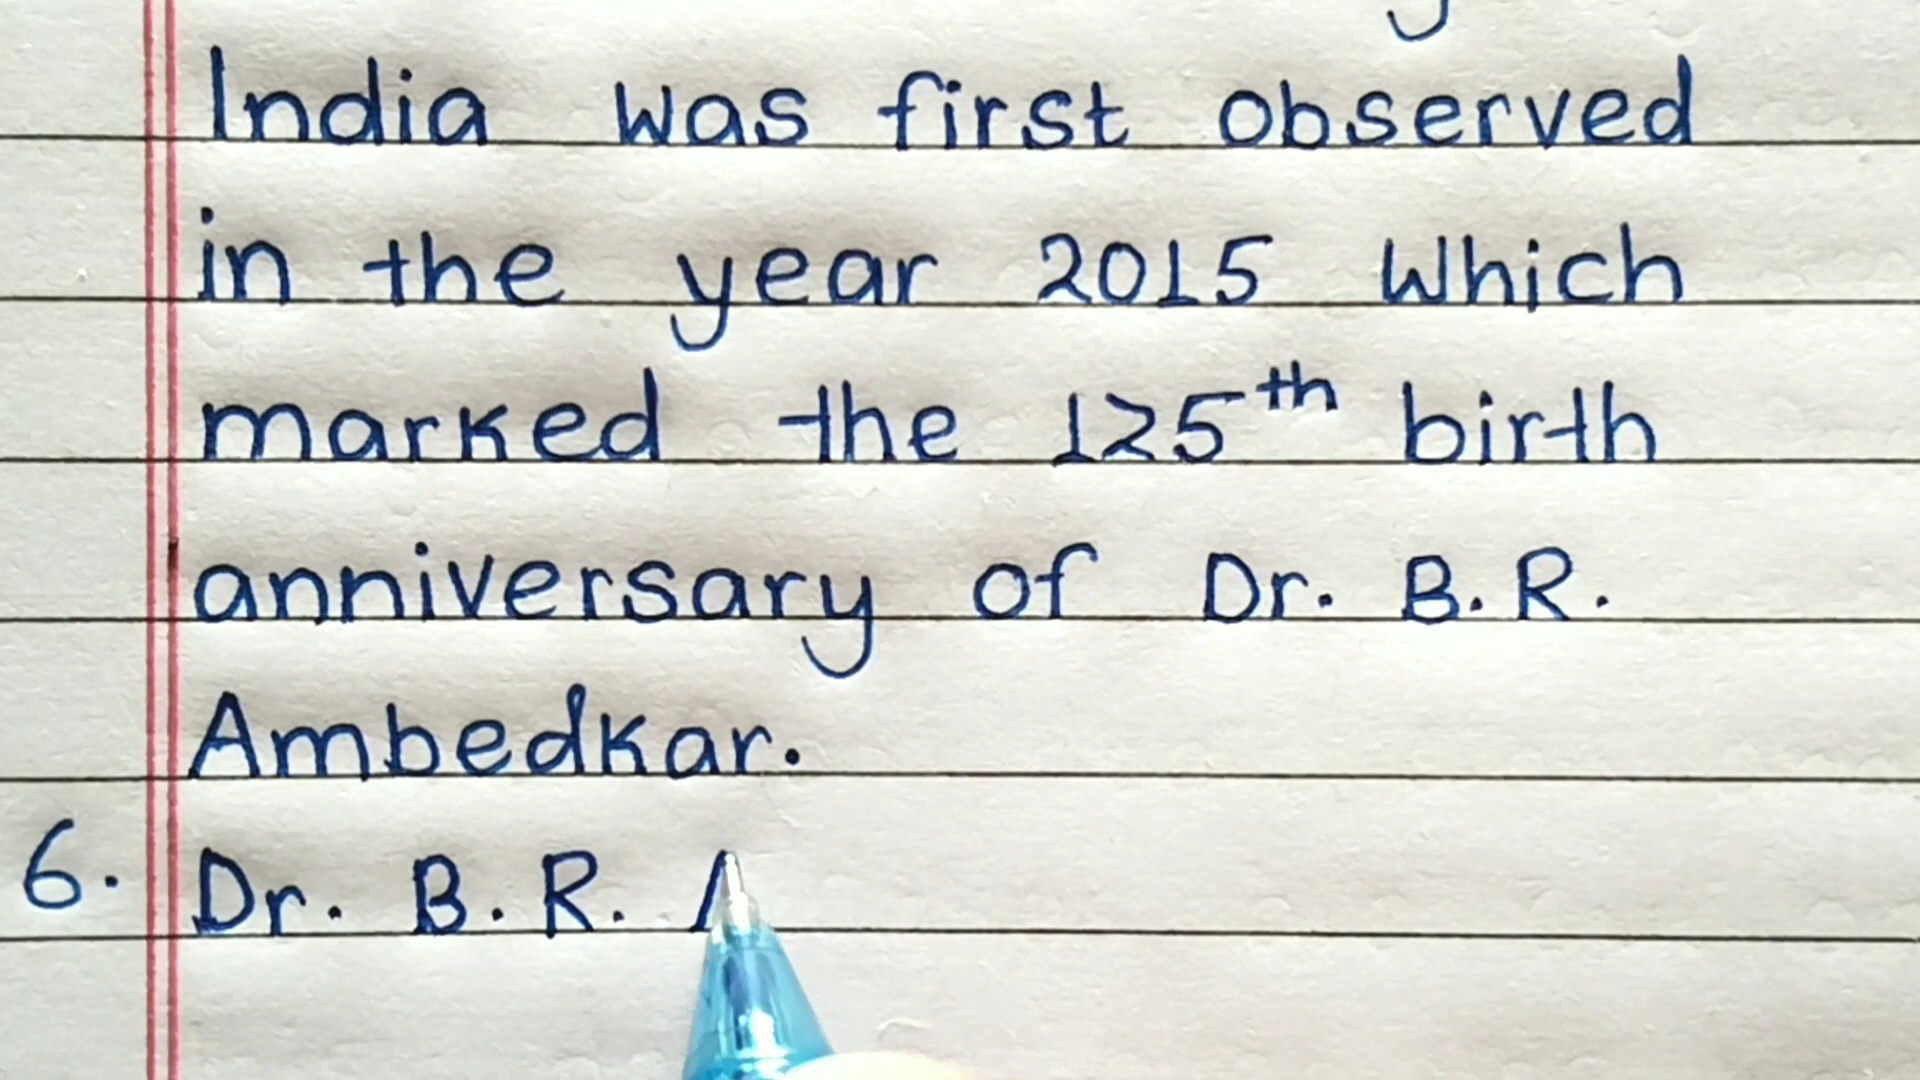 India was first observed
in the year 2015 which
marked the 125th birth
anniversary of Dr. B. R.
Ambedkar.
6. Dr. B. R.